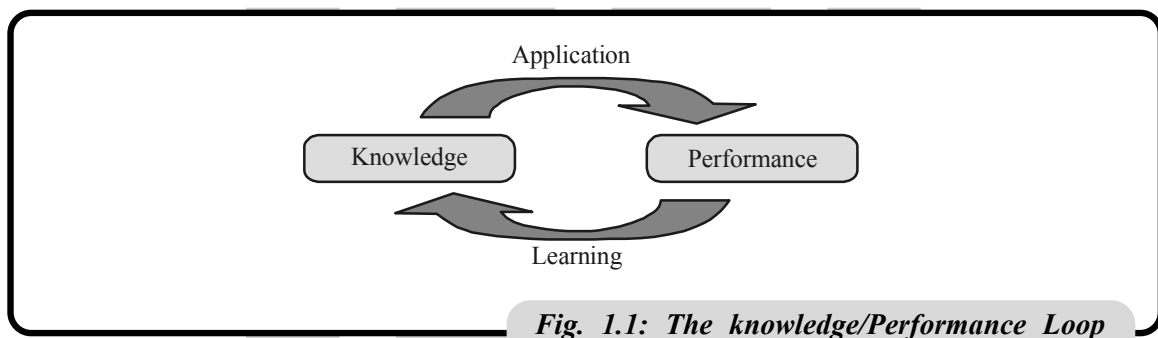 Application
Knowledge Performance
Learning
Fig. 1.1: The knowledge/Performance Loop